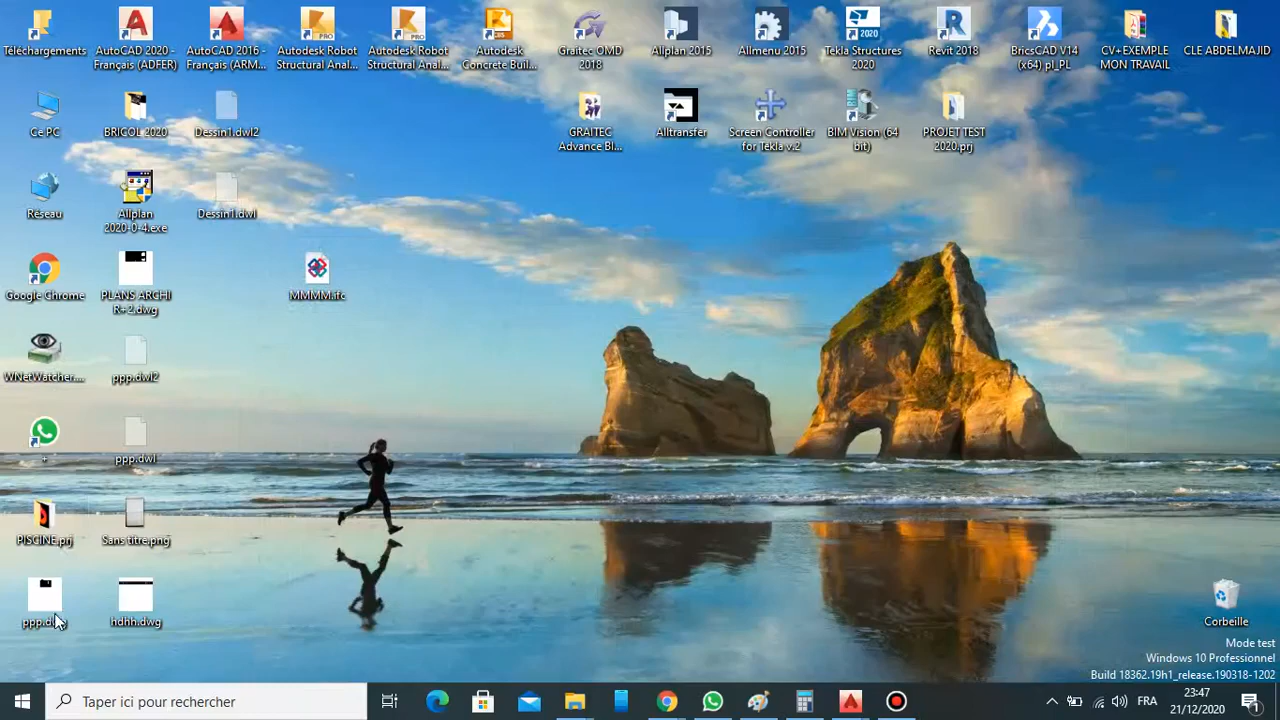 Téléchargements
AutoCAD 2020 -
Français (ADFER)
AutoCAD 2016 -
Français (ARM...
Autodesk Robot
Structural Anal...
Autodesk Robot
Structural Anal...
Autodesk
Concrete Buil...
Graitec OMD
2018
Allplan 2015
Allmenu 2015
Tekla Structures
2020
Revit 2018
BricsCAD V14
(x64) pl_PL
CV+EXEMPLE
MON TRAVAIL
CLE ABDELMAJID
Ce PC
BRICOL 2020
Dessin1.dwl2
GRAITEC
Advance BI...
Alltransfer
Screen Controller
for Tekla v.2
BIM Vision (64
bit)
PROJET TEST
2020.prj
Réseau
Allplan
2020-0-4.exe
Dessin1.dwl
Google Chrome
PLANS ARCHI
R+2.dwg
MMMM.ifc
WNetWatcher....
ppp.dwl2
+
ppp.dwl
PISCINE.prj
Sans titre.png
hdhh.dwg
Corbeille
Mode test
Windows 10 Professionnel
Build 18362.19h1_release.190318-1202
Taper ici pour rechercher
FRA
23:47
21/12/2020
1